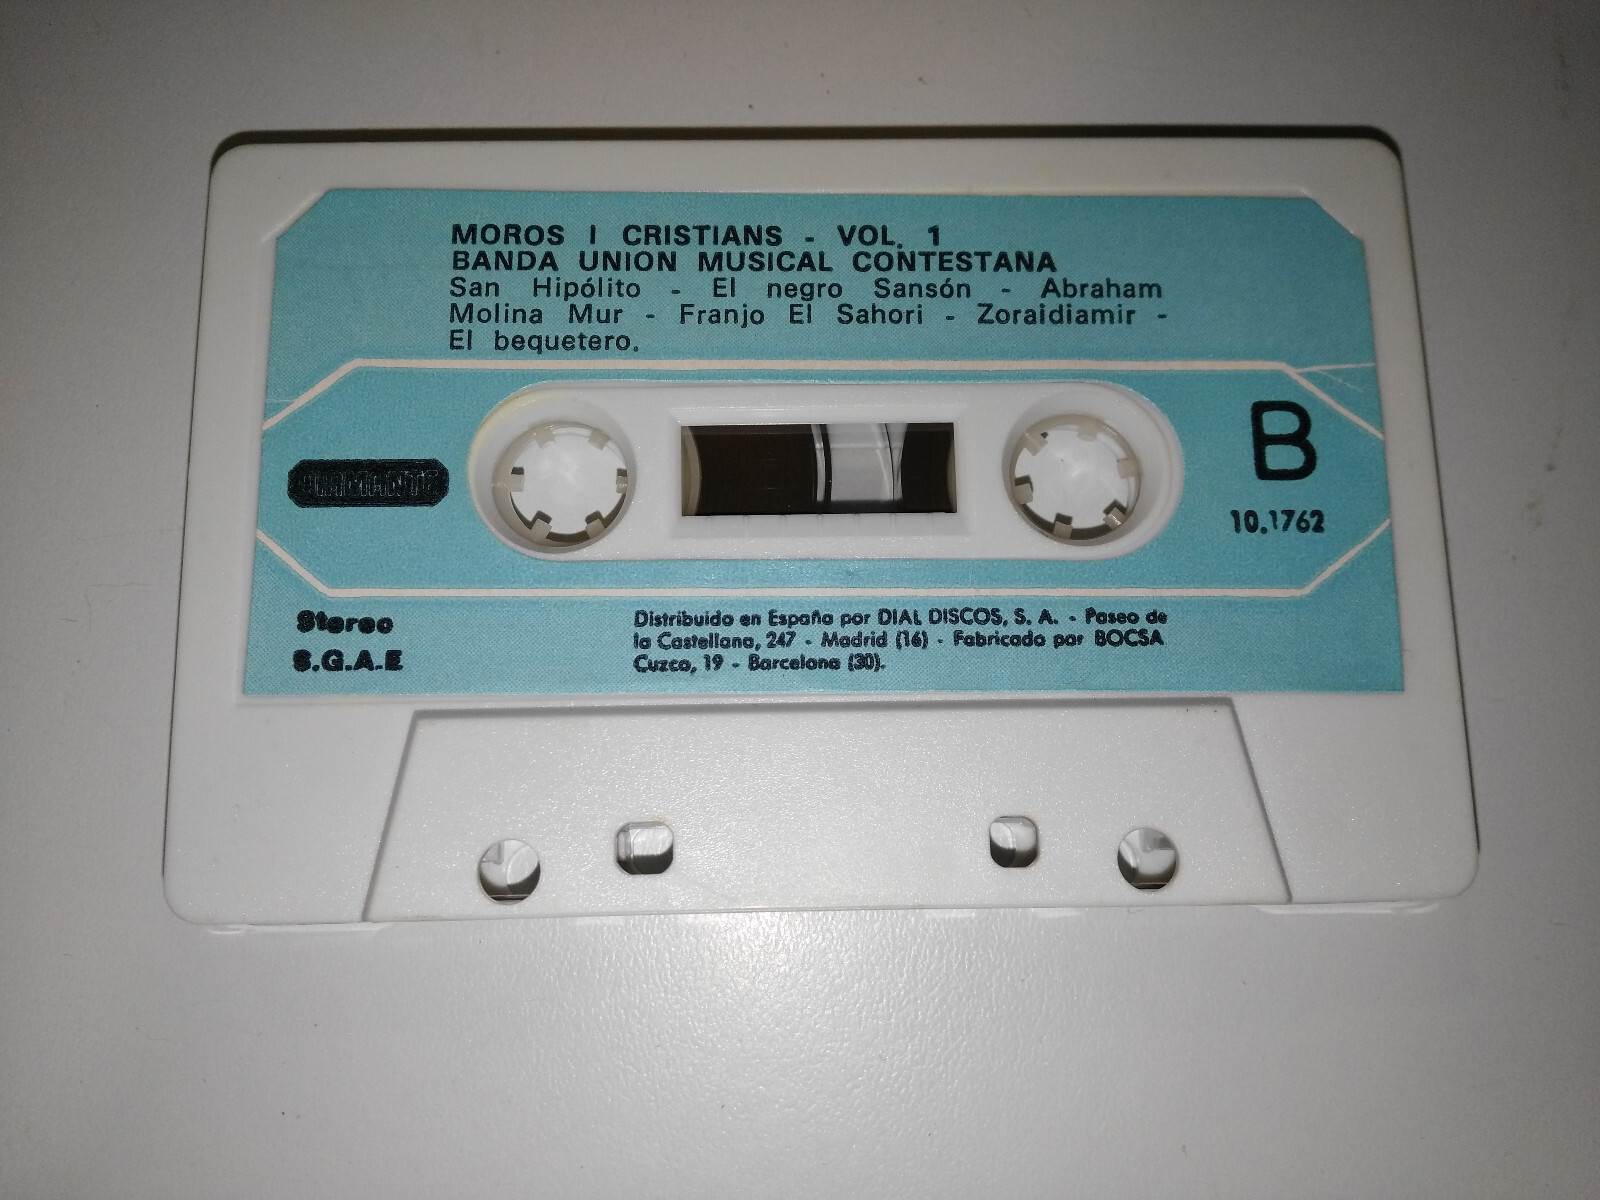 MOROS I CRISTIANS - VOL. 1
BANDA UNION MUSICAL CONTESTANA
San Hipólito - El negro Sansón - Abraham
Molina Mur - Franjo El Sahori - Zoraidiamir -
El bequetero.
DIAMANTE
B
10.1762
Stereo
S.G.A.E
Distribuido en España por DIAL DISCOS, S. A. - Paseo de
la Castellana, 247 - Madrid (16) - Fabricado por BOCSA
Cuzco, 19 - Barcelona (30).